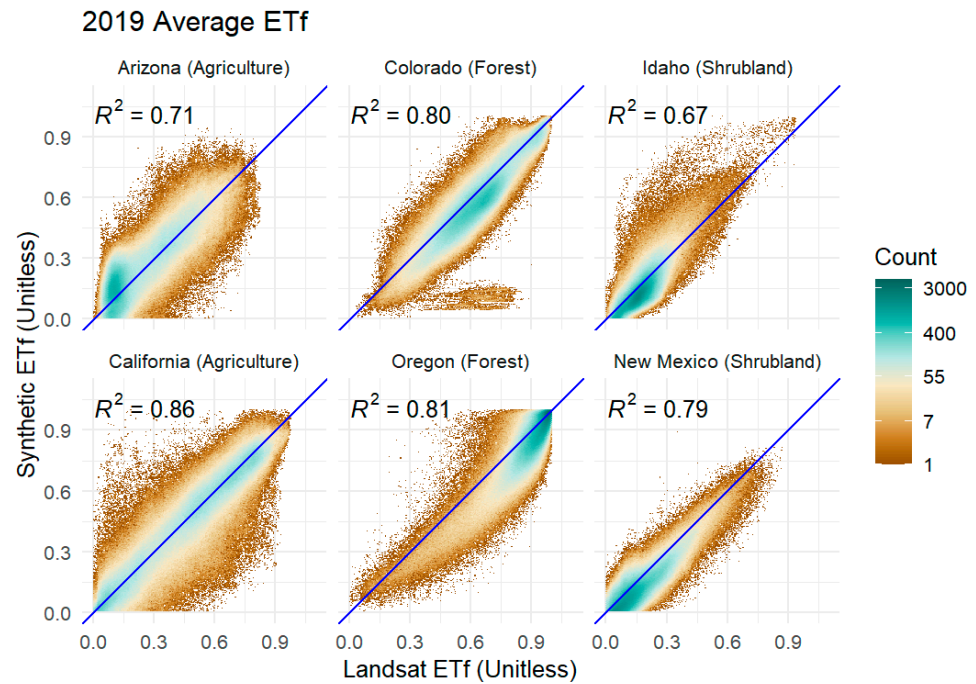 2019 Average ETf
Arizona (Agriculture)
Colorado (Forest)
Idaho (Shrubland)
R² = 0.71
R² = 0.80
R² = 0.67
0.9
0.6
0.3
0.0
California (Agriculture)
Oregon (Forest)
New Mexico (Shrubland)
R² = 0.86
R² = 0.81
R² = 0.79
0.9
0.6
0.3
0.0
0.0 0.3 0.6 0.9
0.0 0.3 0.6 0.9
0.0 0.3 0.6 0.9
Synthetic ETf (Unitless)
Landsat ETf (Unitless)
Count
3000
400
55
7
1